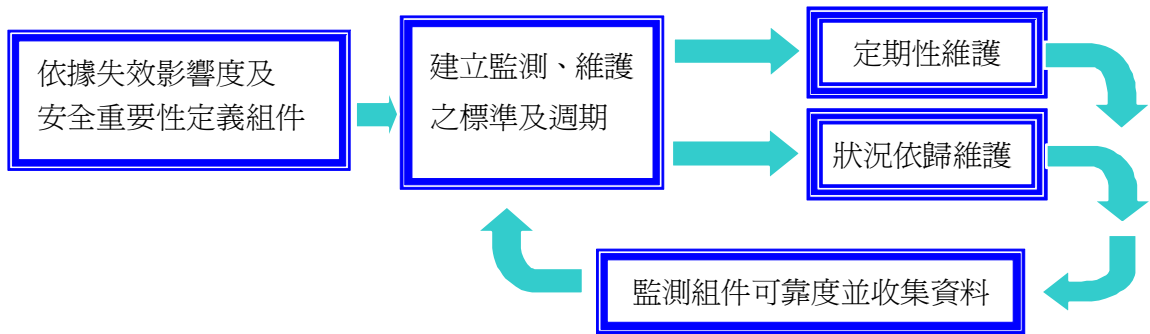 依據失效影響度及
安全重要性定義組件
建立監測、維護
之標準及週期
定期性維護
狀況依歸維護
監測組件可靠度並收集資料